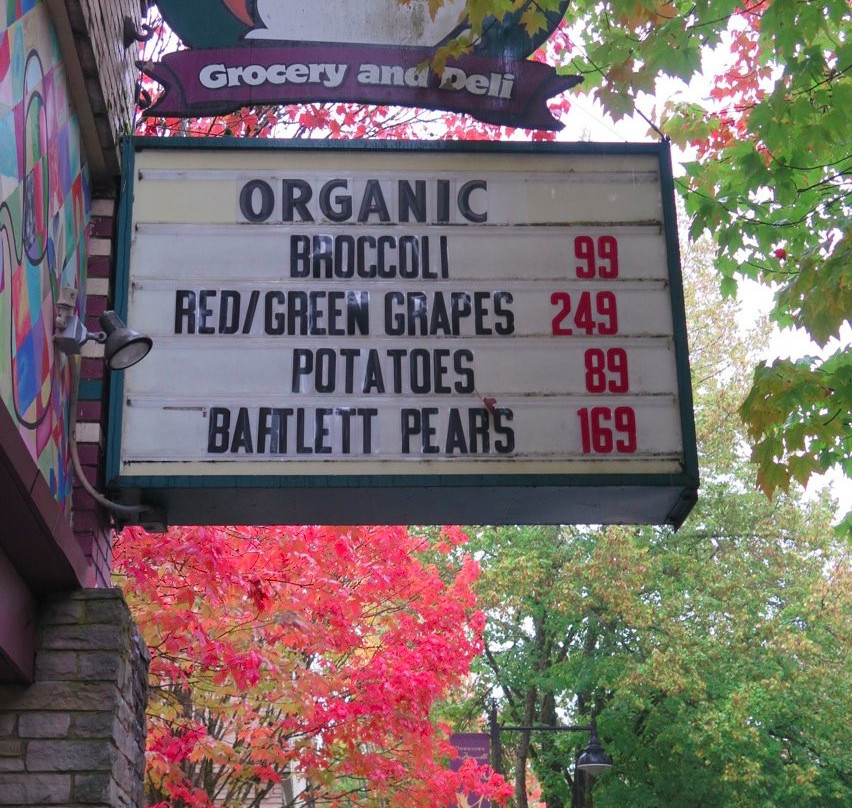 Grocery and Deli
ORGANIC
BROCCOLI 99
RED/GREEN GRAPES 249
POTATOES 89
BARTLETT PEARS 169